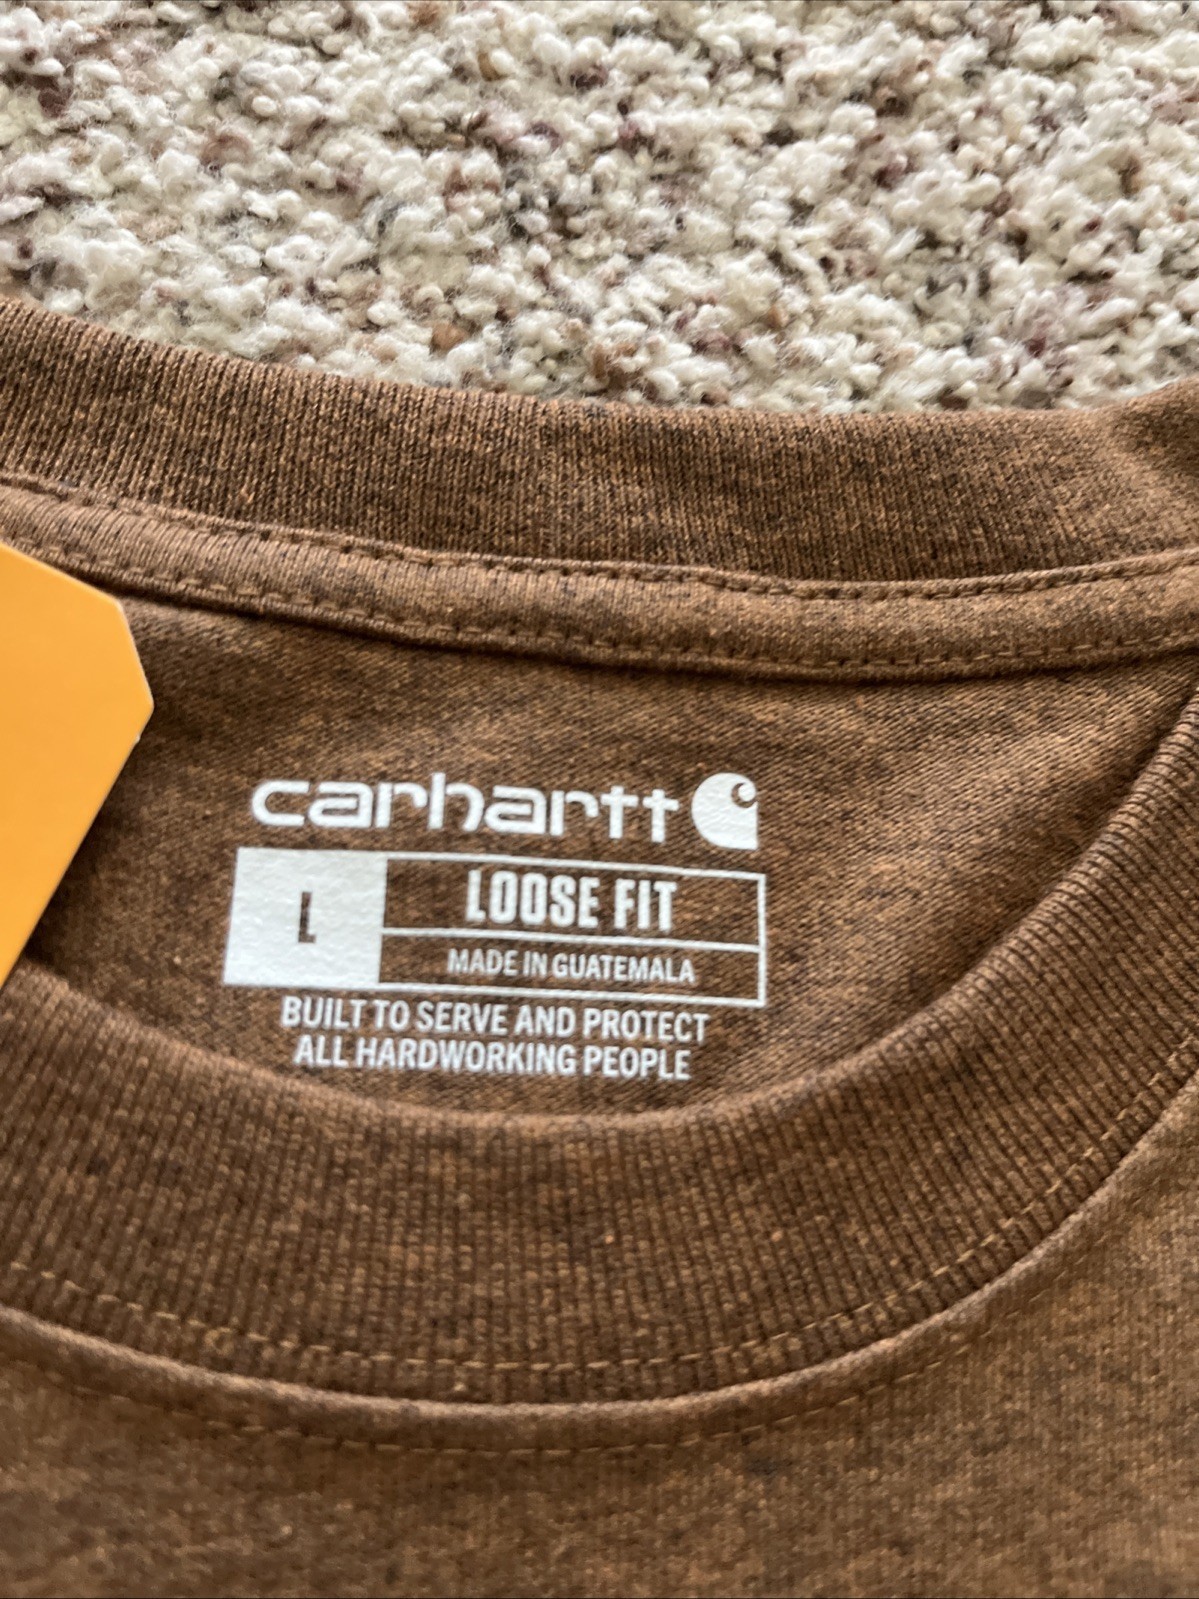 carhartt
L
LOOSE FIT
MADE IN GUATEMALA
BUILT TO SERVE AND PROTECT
ALL HARDWORKING PEOPLE